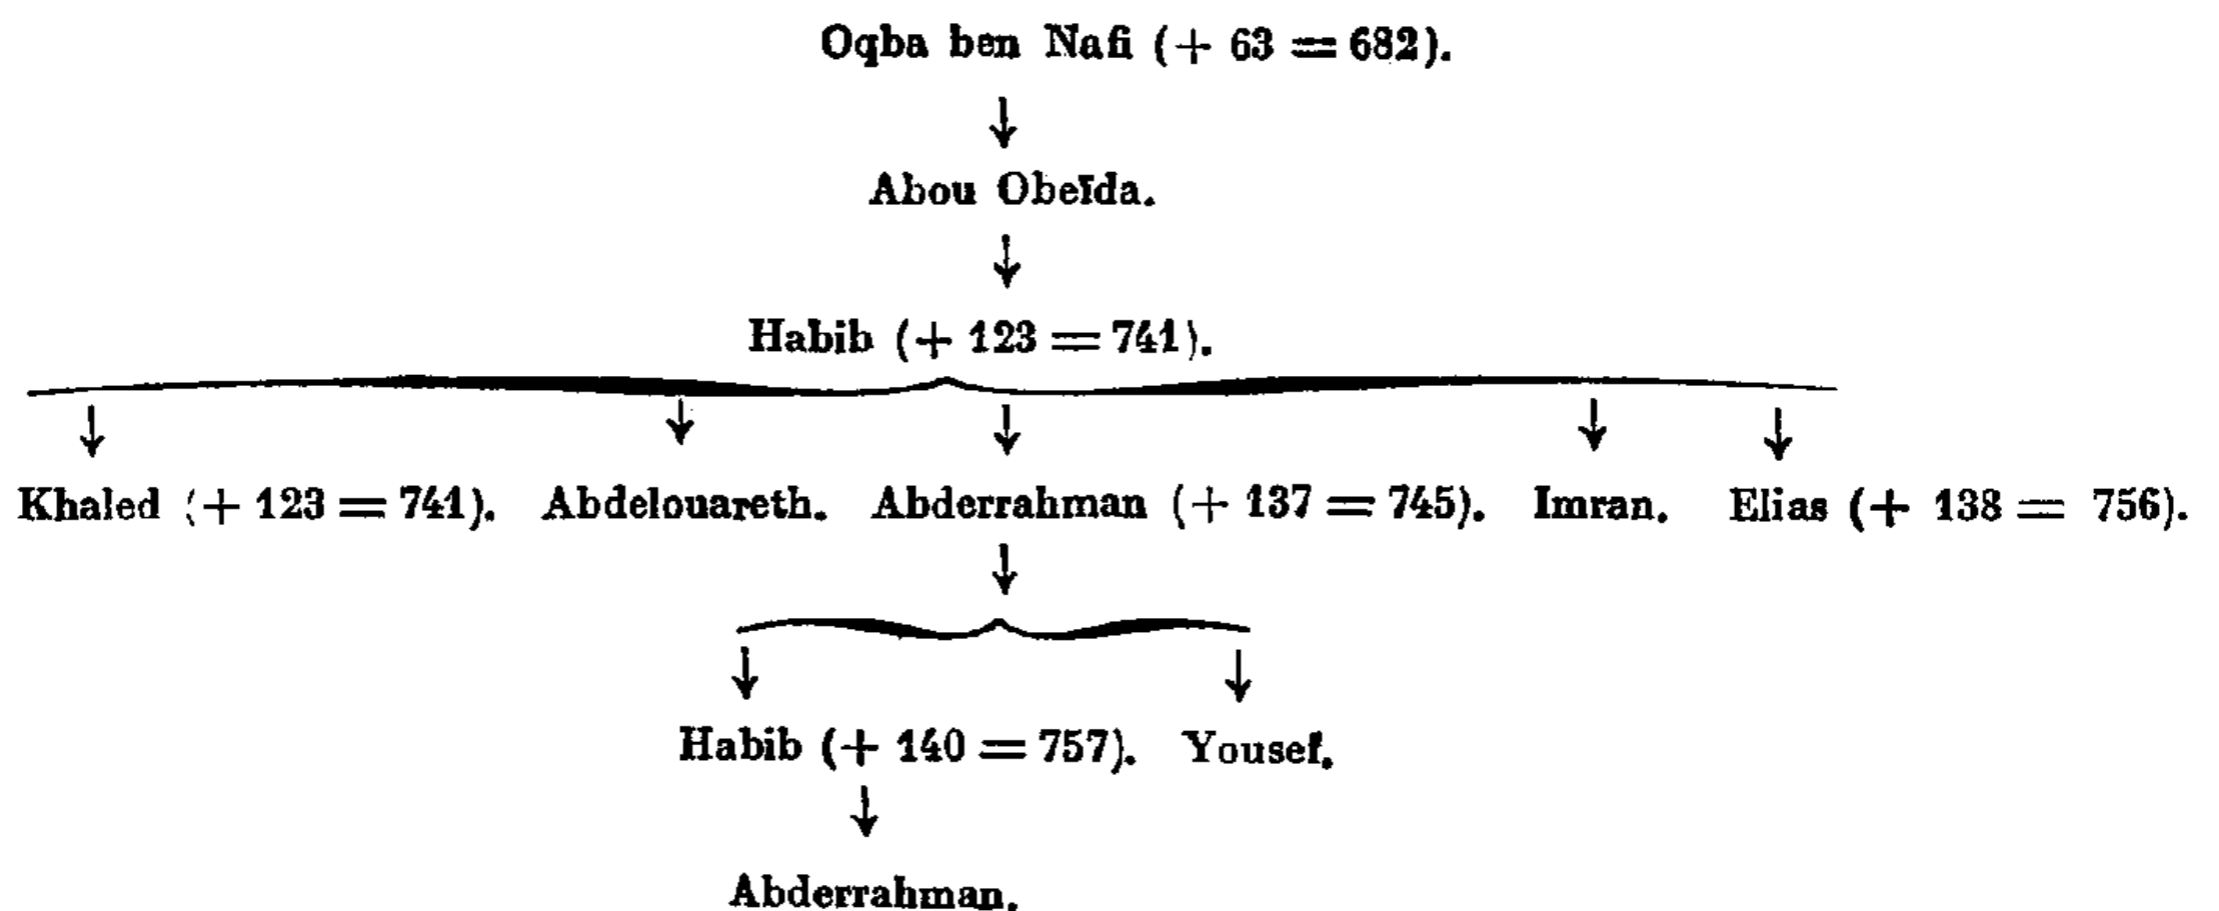 Oqba ben Nafi (+ 63 = 682).
Abou Obeïda.
Habib (+ 123 = 741).
Khaled (+ 123 = 741). Abdelouareth. Abderrahman (+ 137 = 745). Imran. Elias (+ 138 = 756).
Habib (+ 140 = 757). Yousef.
Abderrahman.